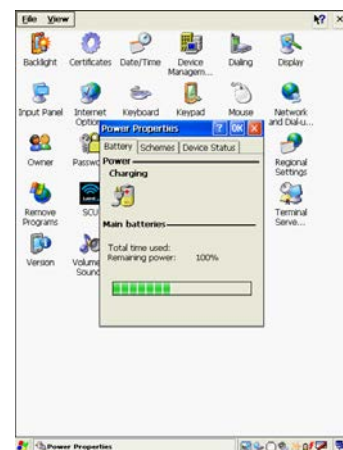 File View
Backlight Certificates Date/Time Device Managem... Dialing Display
Input Panel Internet Option Keyboard Keypad Mouse Network and Dial-u...
Power Properties ? OK ×
Battery Schemes Device Status
Owner Passwo Regional Settings
Power
Charging
Remove Programs SCU Terminal Serve...
Main batteries
Total time used:
Remaining power: 100%
Version Volume Sound
Power Properties